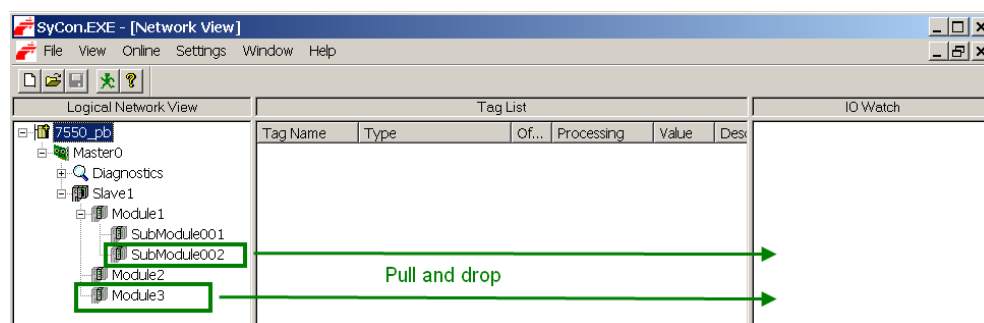 SyCon.EXE - [Network View]
File View Online Settings Window Help
Logical Network View Tag List IO Watch
7550_pb Tag Name Type Of... Processing Value
Master0
Diagnostics
Slave1
Module1
SubModule001
SubModule002
Module2 Pull and drop
Module3